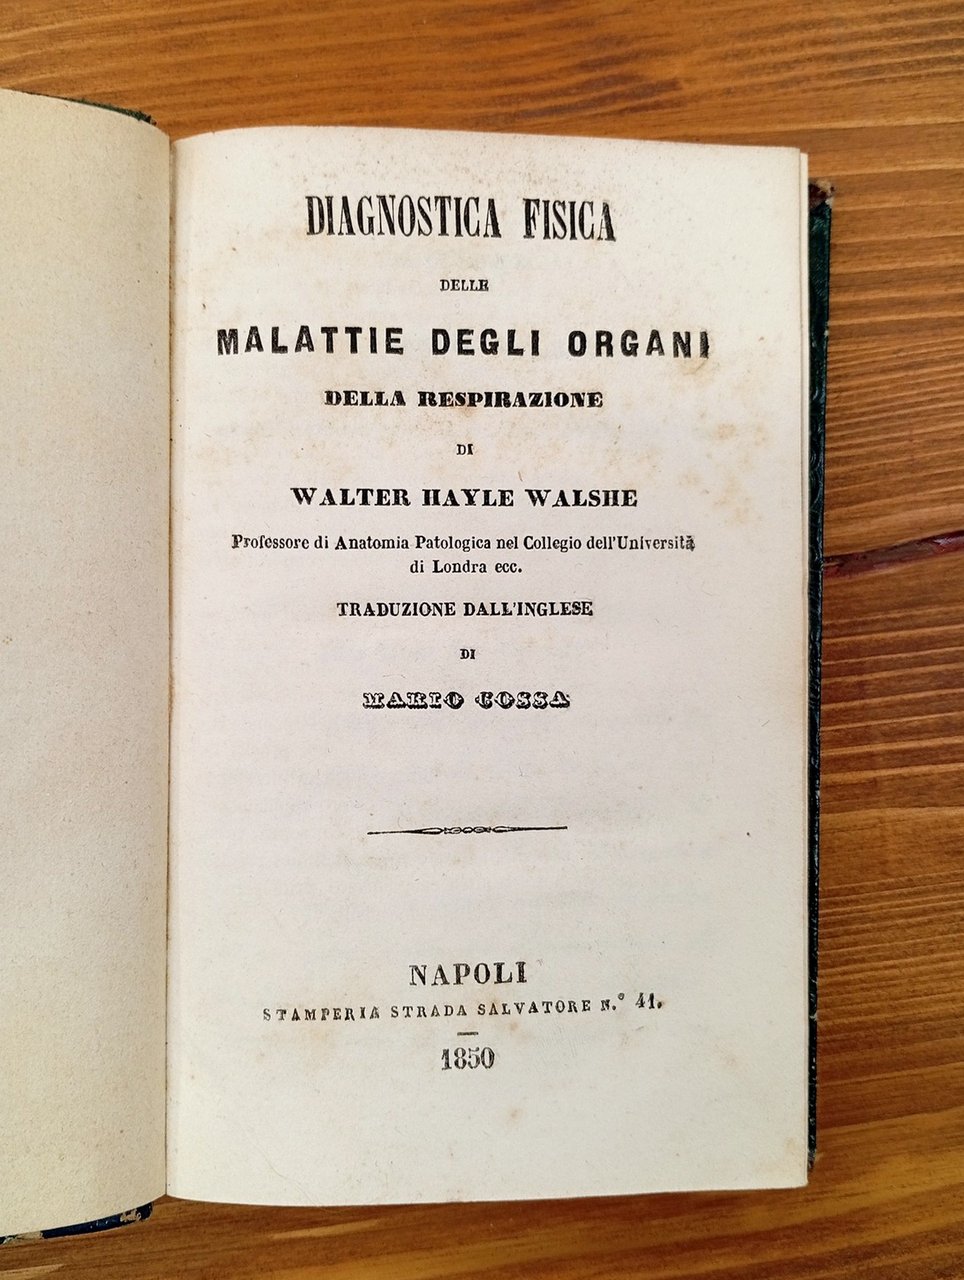 DIAGNOSTICA FISICA
DELLE
MALATTIE DEGLI ORGANI
DELLA RESPIRAZIONE
DI
WALTER HAYLE WALSHE
Professore di Anatomia Patologica nel Collegio dell'Università
di Londra ecc.
TRADUZIONE DALL'INGLESE
DI
MARIO COSSA
NAPOLI
STAMPERIA STRADA SALVATORE N.° 41.
1850